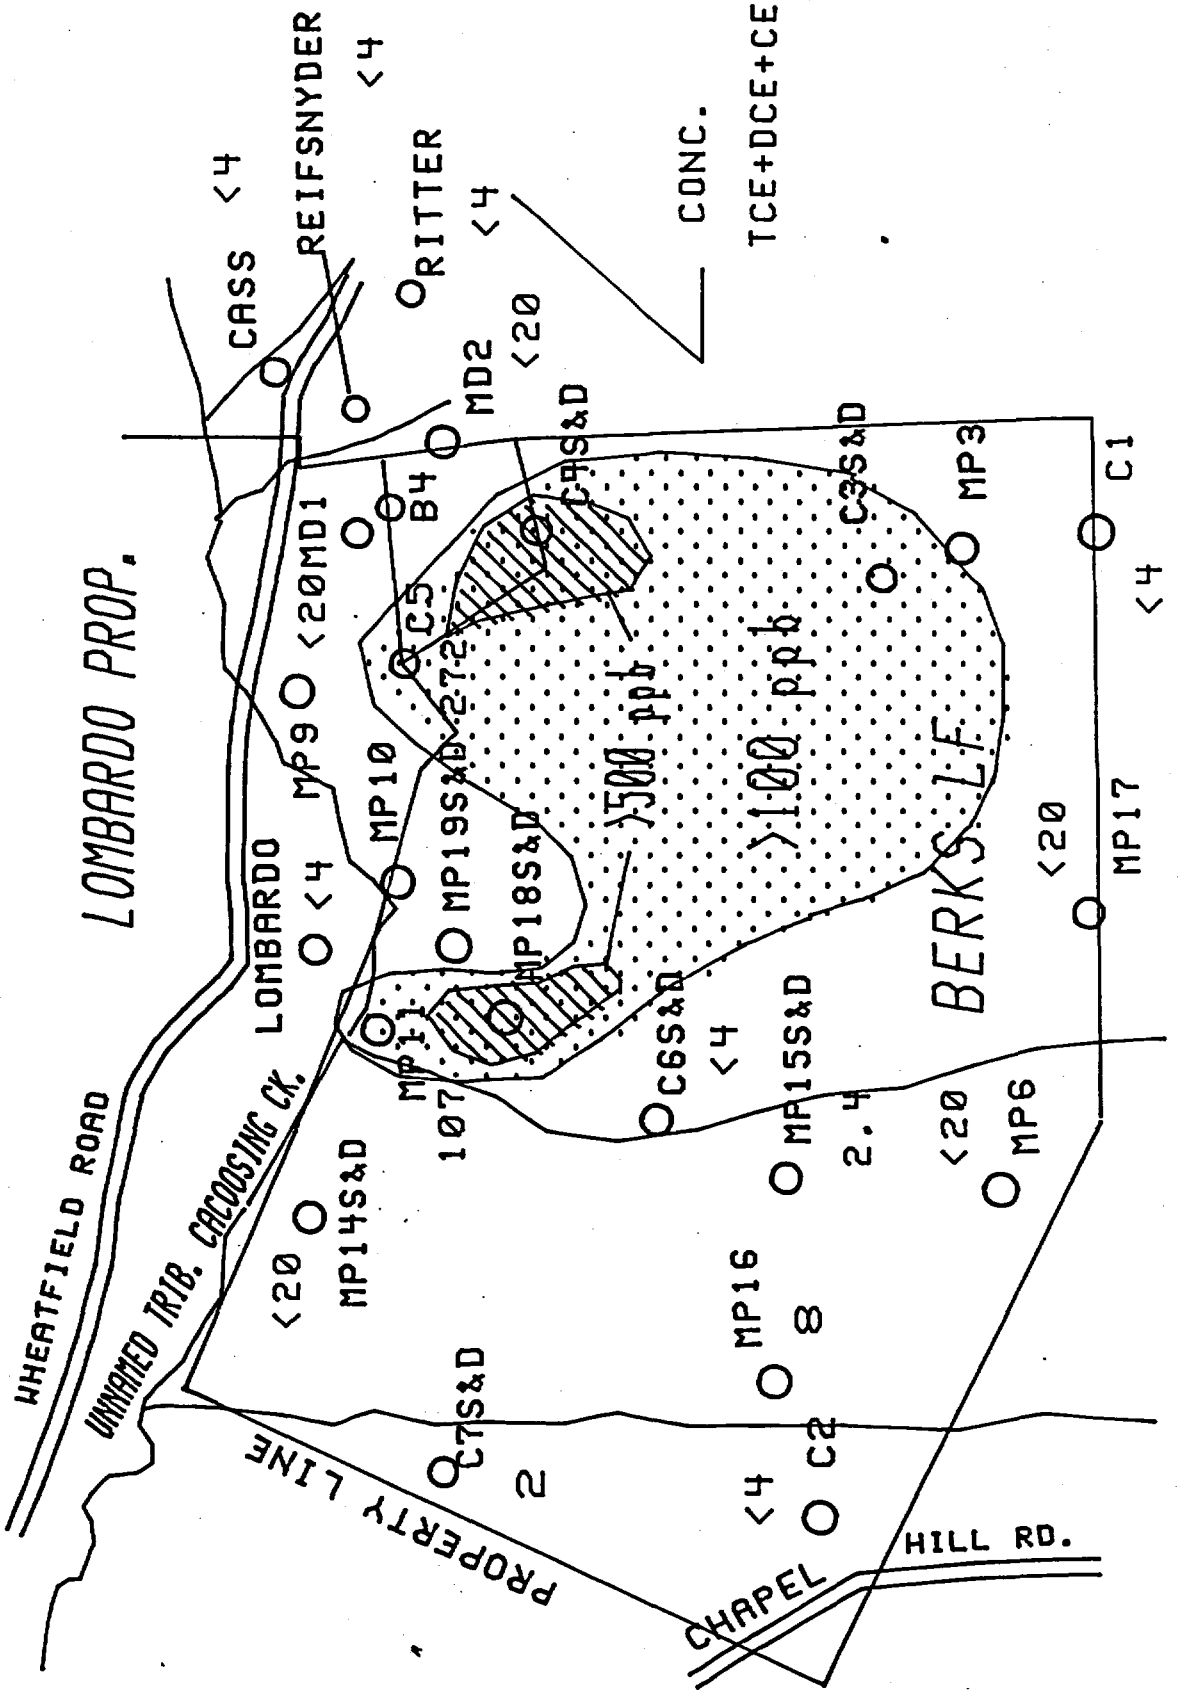 WHEATFIELD ROAD
UNNAMED TRIB. CACOOSING CK.
LOMBARDO PROP.
PROPERTY LINE
CHAPEL
HILL RD.
C7S&D
2
<4
C2
MP16
8
<20
MP14S&D
LOMBARDO
<4
MP9
<20
MD1
MP10
MP11
107
MP19S&D
MP18S&D
272
C5
B4
CASS
<4
REIFSNYDER
<4
RITTER
<4
MD2
<20
C4S&D
C3S&D
MP3
C1
<4
>500 ppb
>100 ppb
BERKS LF
C6S&D
<4
MP15S&D
2.4
<20
MP6
<20
MP17
CONC.
TCE+DCE+CE